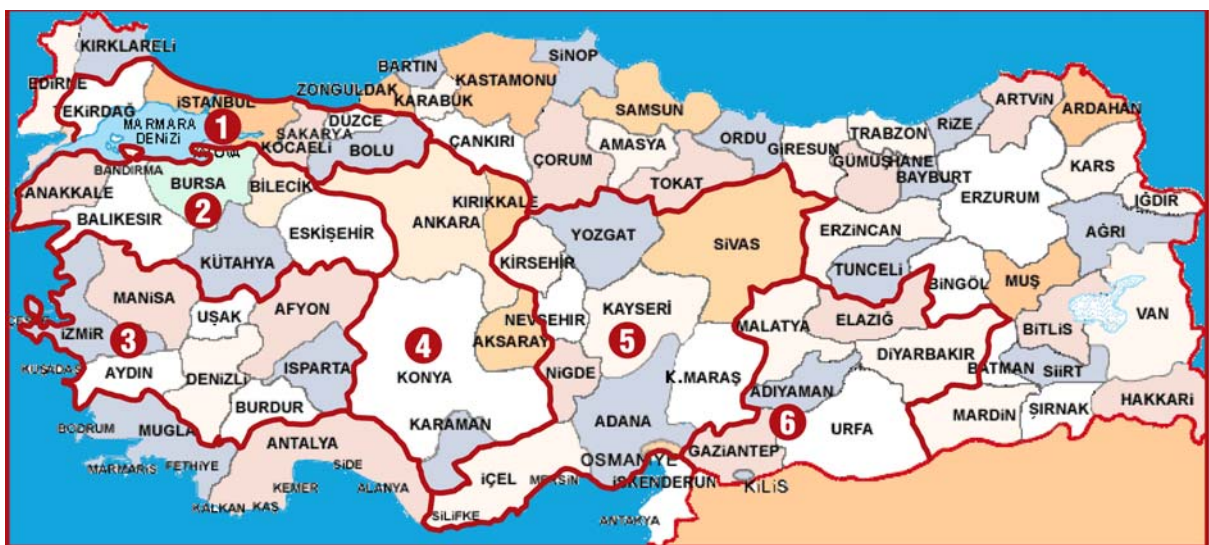 KIRKLARELİ
EDİRNE
TEKİRDAĞ
İSTANBUL
MARMARA
DENİZİ
1
SAKARYA
KOCAELİ
DÜZCE
BOLU
ZONGULDAK
BARTIN
KARABÜK
KASTAMONU
SİNOP
ÇANKIRI
SAMSUN
AMASYA
ÇORUM
TOKAT
ORDU
GİRESUN
TRABZON
GÜMÜŞHANE
RİZE
BAYBURT
ARTVİN
ARDAHAN
KARS
IĞDIR
ERZURUM
AĞRI
ÇANAKKALE
BANDIRMA
BURSA
2
BİLECİK
BALIKESIR
KÜTAHYA
ESKİŞEHİR
ANKARA
KIRIKKALE
YOZGAT
SİVAS
ERZİNCAN
TUNCELİ
BİNGÖL
MUŞ
BİTLİS
VAN
MANİSA
UŞAK
AFYON
İZMİR
3
AYDIN
DENİZLİ
ISPARTA
BURDUR
KUŞADAS
4
KONYA
AKSARAY
KARAMAN
KIRSEHİR
NEVSEHIR
KAYSERİ
5
NİGDE
K.MARAŞ
ADANA
OSMANİYE
MALATYA
ELAZIĞ
DİYARBAKIR
ADIYAMAN
6
URFA
GAZİANTEP
KİLİS
BATMAN
SİİRT
MARDİN
ŞIRNAK
HAKKARİ
BODRUM
MUGLA
MARMARİS
FETHİYE
ANTALYA
SİDE
KEMER
ALANYA
KALKAN
KAŞ
İÇEL
MERSİN
SİLİFKE
İSKENDERUN
ANTAKYA